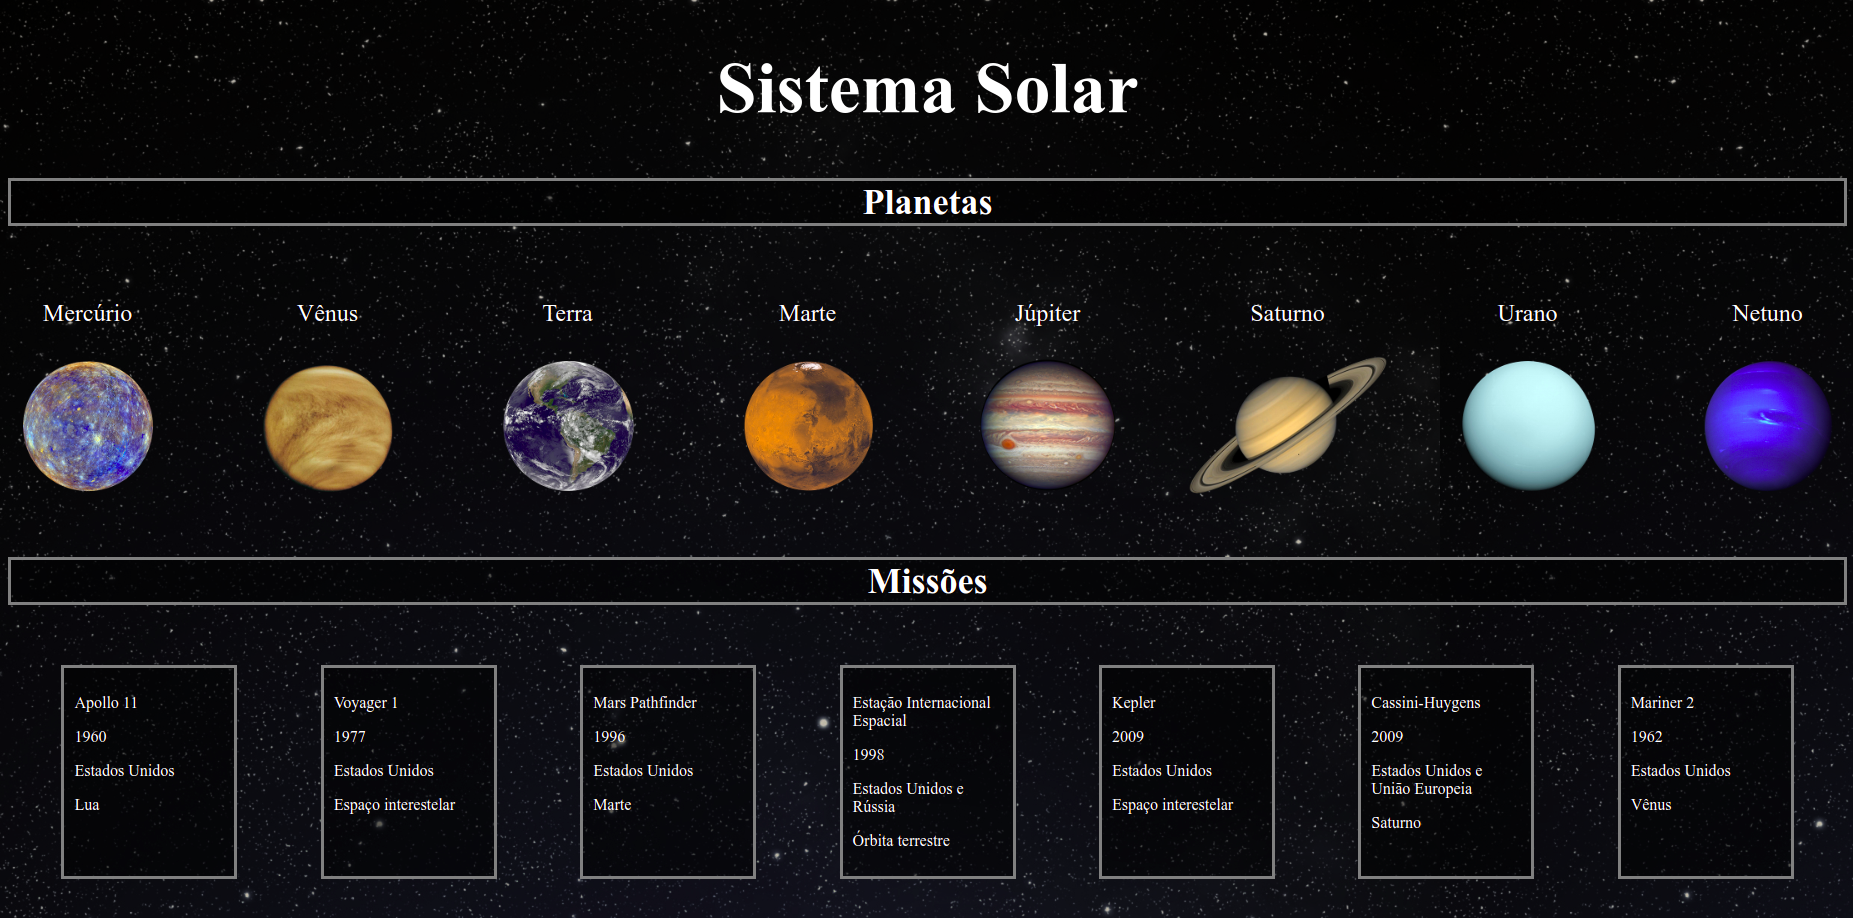 Sistema Solar
Planetas
Mercúrio
Vênus
Terra
Marte
Júpiter
Saturno
Urano
Netuno
Missões
Apollo 11
1960
Estados Unidos
Lua
Voyager 1
1977
Estados Unidos
Espaço interestelar
Mars Pathfinder
1996
Estados Unidos
Marte
Estação Internacional
Espacial
1998
Estados Unidos e
Rússia
Órbita terrestre
Kepler
2009
Estados Unidos
Espaço interestelar
Cassini-Huygens
2009
Estados Unidos e
União Europeia
Saturno
Mariner 2
1962
Estados Unidos
Vênus